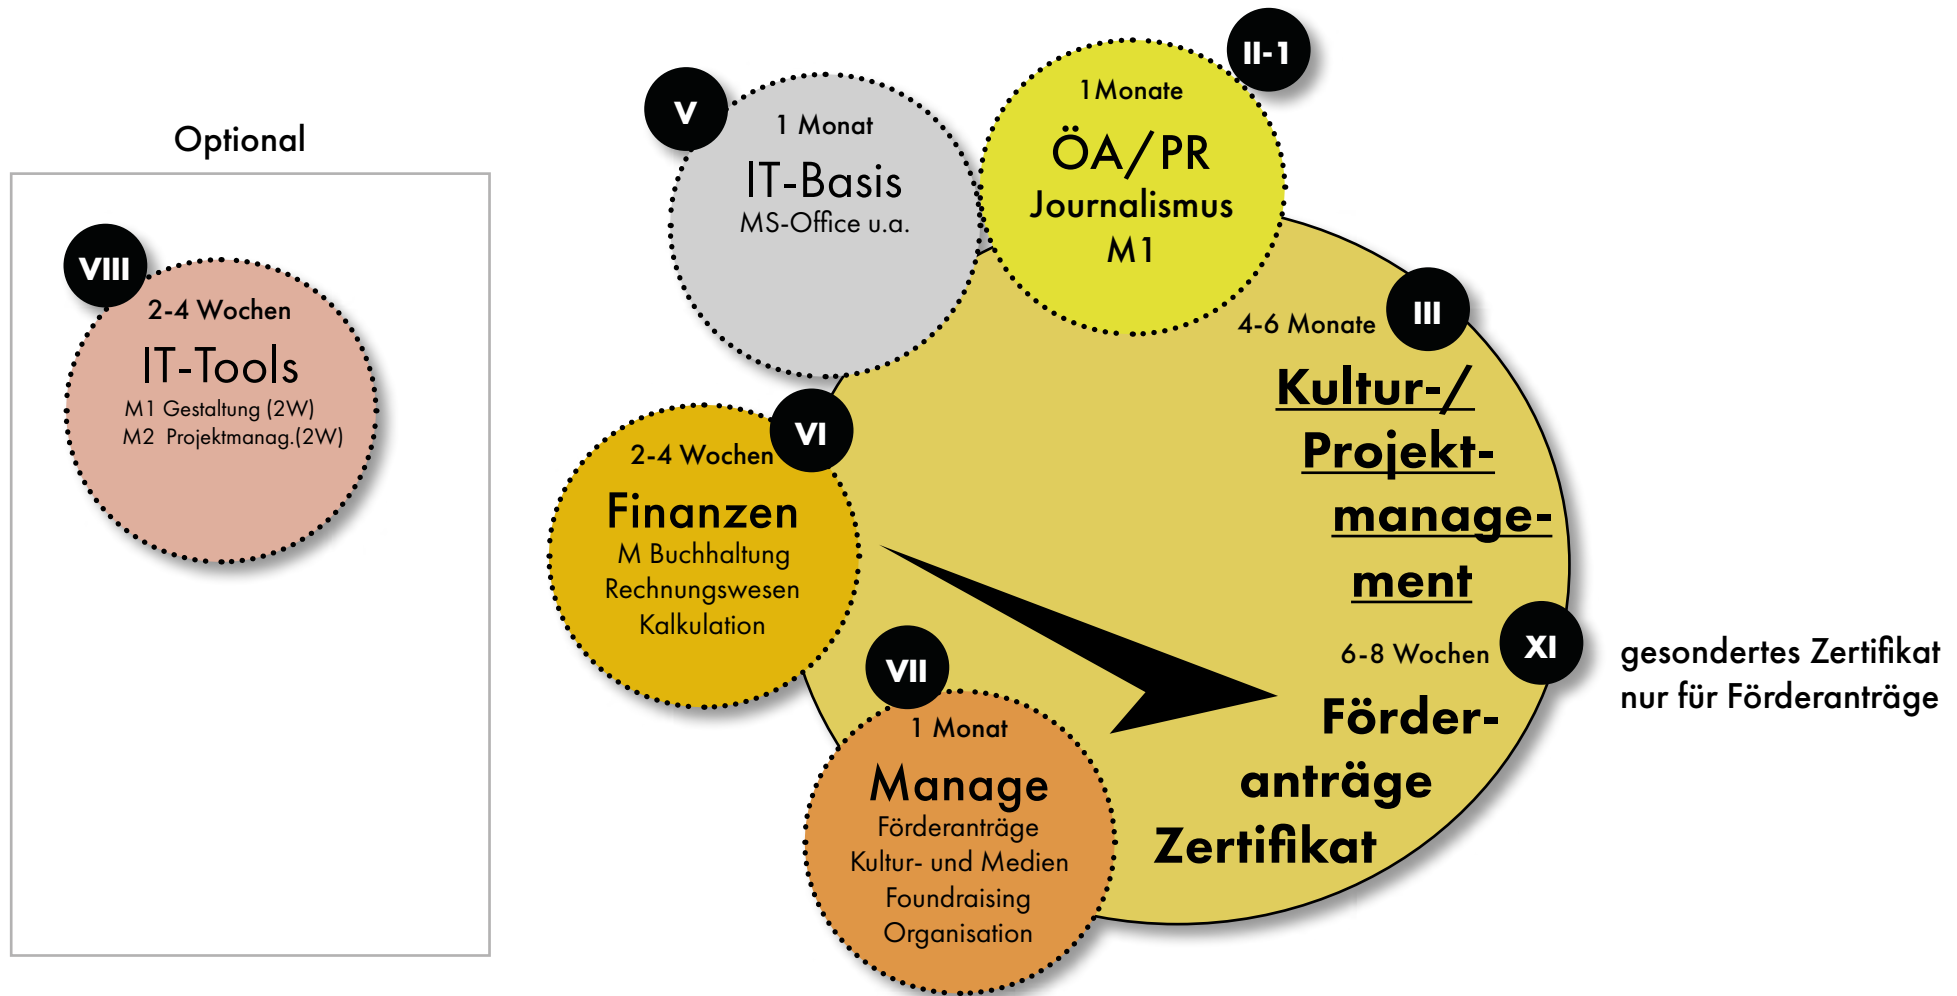 Optional
VIII
2-4 Wochen
IT-Tools
M1 Gestaltung (2W)
M2 Projektmanag.(2W)
V
1 Monat
IT-Basis
MS-Office u.a.
II-1
1Monate
ÖA/PR
Journalismus
M1
III
4-6 Monate
Kultur-/
Projekt-
manage-
ment
VI
2-4 Wochen
Finanzen
M Buchhaltung
Rechnungswesen
Kalkulation
VII
1 Monat
Manage
Förderanträge
Kultur- und Medien
Foundraising
Organisation
XI
6-8 Wochen
Förder-
anträge
Zertifikat
gesondertes Zertifikat
nur für Förderanträge